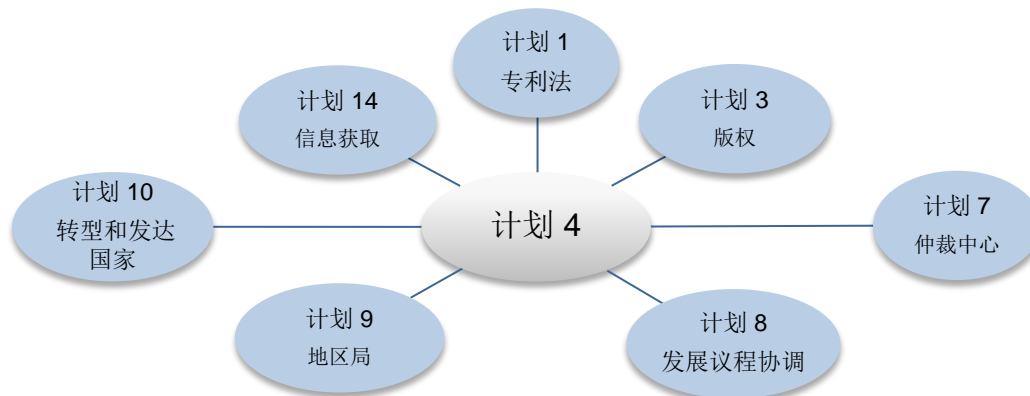 计划 1
专利法
计划 14
信息获取
计划 3
版权
计划 10
转型和发达
国家
计划 4
计划 7
仲裁中心
计划 9
地区局
计划 8
发展议程协调